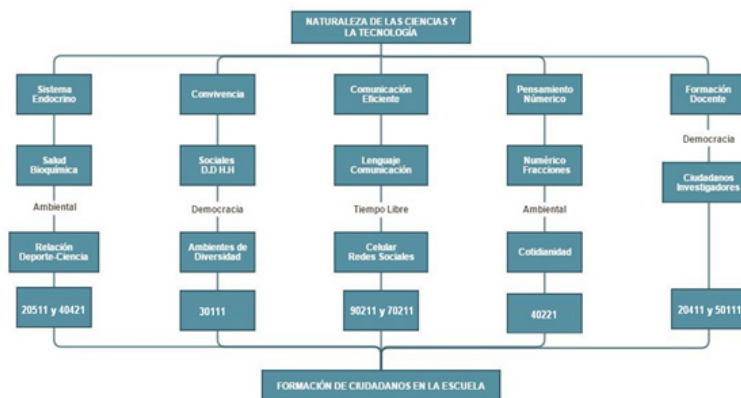 NATURALEZA DE LAS CIENCIAS Y
LA TECNOLOGÍA
Sistema
Endocrino
Convivencia
Comunicación
Eficiente
Pensamiento
Númerico
Formación
Docente
Democracia
Salud
Bioquímica
Sociales
D.D H.H
Lenguaje
Comunicación
Numérico
Fracciones
Ciudadanos
Investigadores
Ambiental
Democracia
Tiempo Libre
Ambiental
Relación
Deporte-Ciencia
Ambientes de
Diversidad
Celular
Redes Sociales
Cotidianidad
20511 y 40421
30111
90211 y 70211
40221
20411 y 50111
FORMACIÓN DE CIUDADANOS EN LA ESCUELA